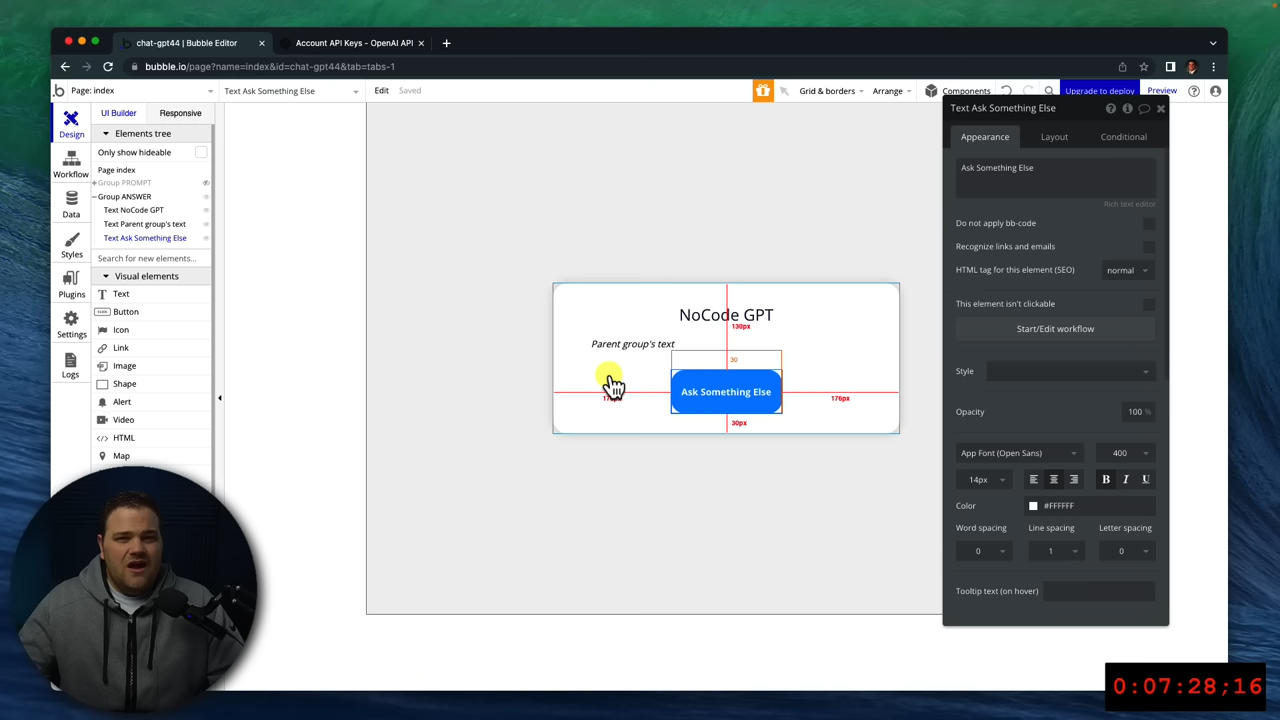 chat-gpt44 | Bubble Editor
Account API Keys - OpenAI API
bubble.io/page?name=index&id=chat-gpt44&tab=tabs-1
Page: index
Text Ask Something Else
Edit
Saved
Grid & borders
Arrange
Components
Upgrade to deploy
Preview
Design
Workflow
Data
Styles
Plugins
Settings
Logs
UI Builder
Responsive
Elements tree
Only show hideable
Page index
Group PROMPT
Group ANSWER
Text NoCode GPT
Text Parent group's text
Text Ask Something Else
Search for new elements...
Visual elements
Text
Button
Icon
Link
Image
Shape
Alert
Video
HTML
Map
NoCode GPT
130px
Parent group's text
30
Ask Something Else
176px
30px
Text Ask Something Else
Appearance
Layout
Conditional
Ask Something Else
Rich text editor
Do not apply bb-code
Recognize links and emails
HTML tag for this element (SEO)
normal
This element isn't clickable
Start/Edit workflow
Style
Opacity
100 %
App Font (Open Sans)
400
14px
B I U
Color
#FFFFFF
Word spacing
Line spacing
Letter spacing
0
1
0
Tooltip text (on hover)
0:07:28;16